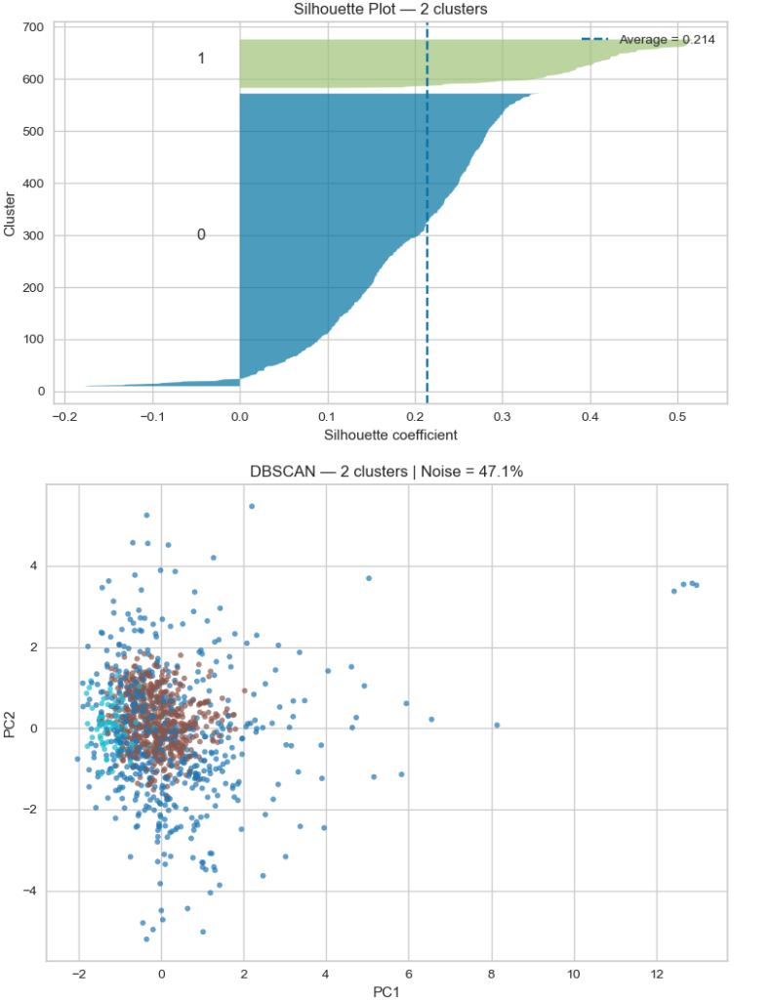 Silhouette Plot — 2 clusters
700
600
500
400
300
200
100
0
Cluster
1
0
Average = 0.214
−0.2 −0.1 0.0 0.1 0.2 0.3 0.4 0.5
Silhouette coefficient
DBSCAN — 2 clusters | Noise = 47.1%
4
2
0
−2
−4
PC2
−2 0 2 4 6 8 10 12
PC1